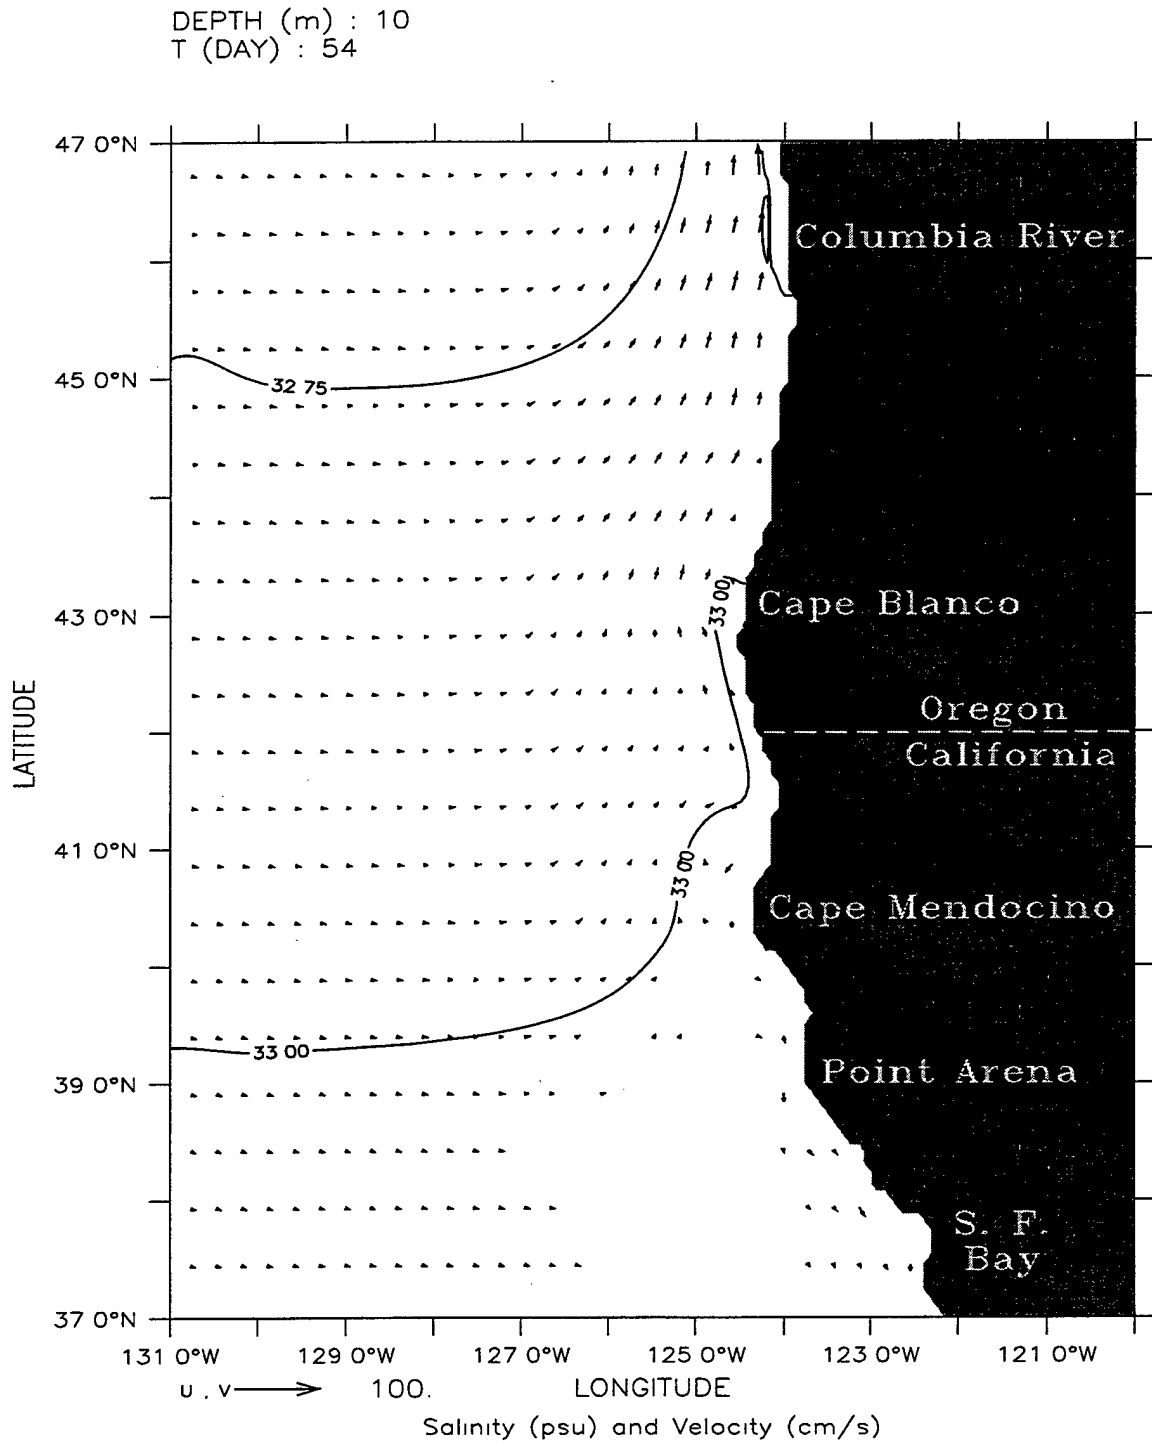 DEPTH (m) : 10
T (DAY) : 54
47 0°N
Columbia River
45 0°N
32 75
43 0°N
33 00
Cape Blanco
LATITUDE
Oregon
California
41 0°N
33 00
Cape Mendocino
33 00
39 0°N
Point Arena
S. F.
Bay
37 0°N
131 0°W 129 0°W 127 0°W 125 0°W 123 0°W 121 0°W
u , v 100. LONGITUDE
Salinity (psu) and Velocity (cm/s)